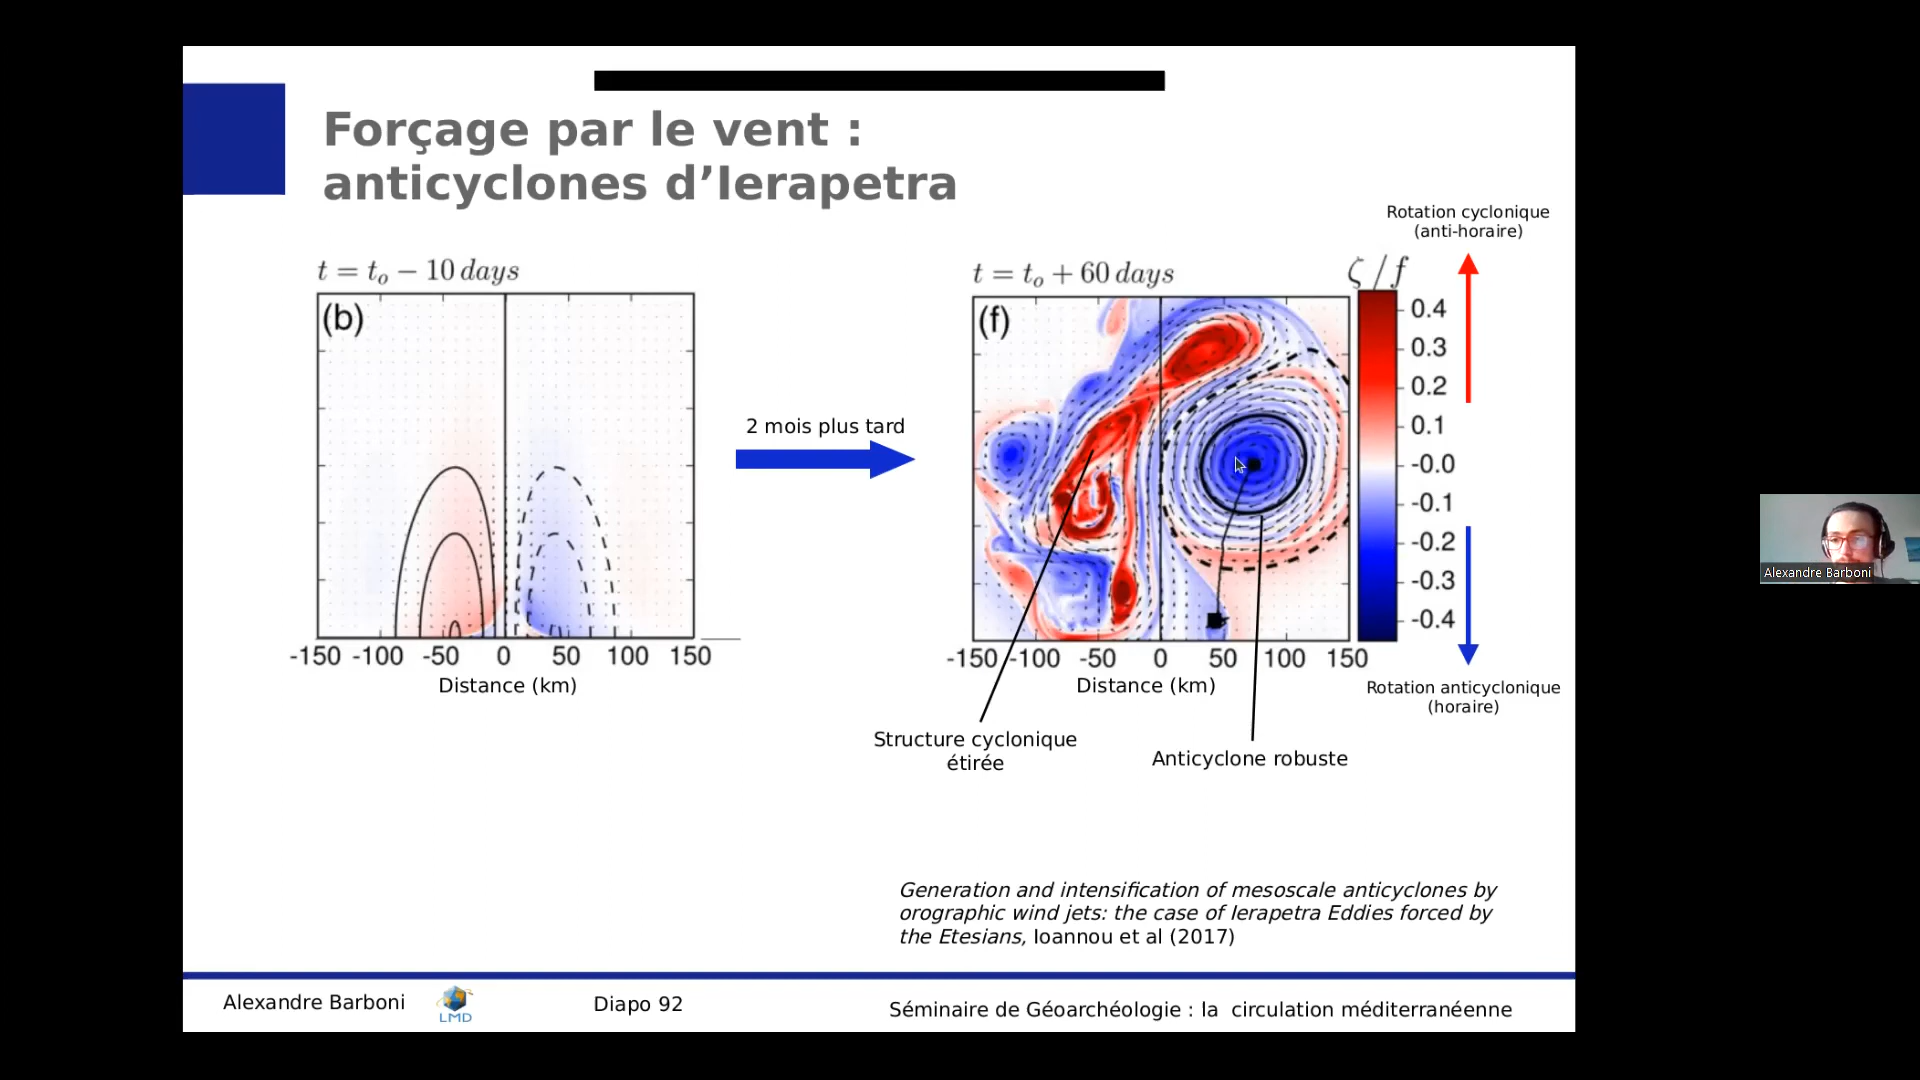 Forçage par le vent :
anticyclones d’Ierapetra
Rotation cyclonique
(anti-horaire)
t = t₀ − 10 days
(b)
-150 -100 -50 0 50 100 150
Distance (km)
2 mois plus tard
t = t₀ + 60 days
(f)
-150 -100 -50 0 50 100 150
Distance (km)
ζ/f
0.4
0.3
0.2
0.1
-0.0
-0.1
-0.2
-0.3
-0.4
Rotation anticyclonique
(horaire)
Structure cyclonique
étirée
Anticyclone robuste
Generation and intensification of mesoscale anticyclones by
orographic wind jets: the case of Ierapetra Eddies forced by
the Etesians, Ioannou et al (2017)
Alexandre Barboni
LMD
Diapo 92
Séminaire de Géoarchéologie : la circulation méditerranéenne
Alexandre Barboni